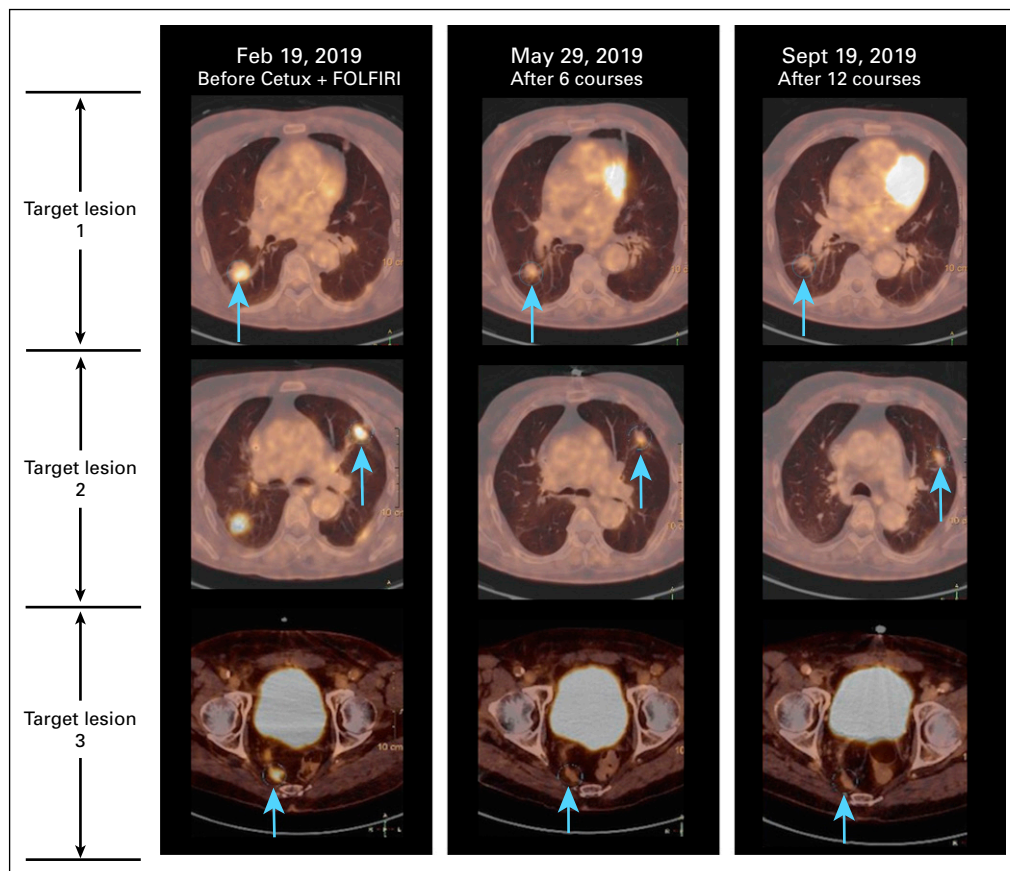 Feb 19, 2019
Before Cetux + FOLFIRI
May 29, 2019
After 6 courses
Sept 19, 2019
After 12 courses
Target lesion
1
10 cm
10 cm
Target lesion
2
10 cm
10 c
Target lesion
3
10 cm